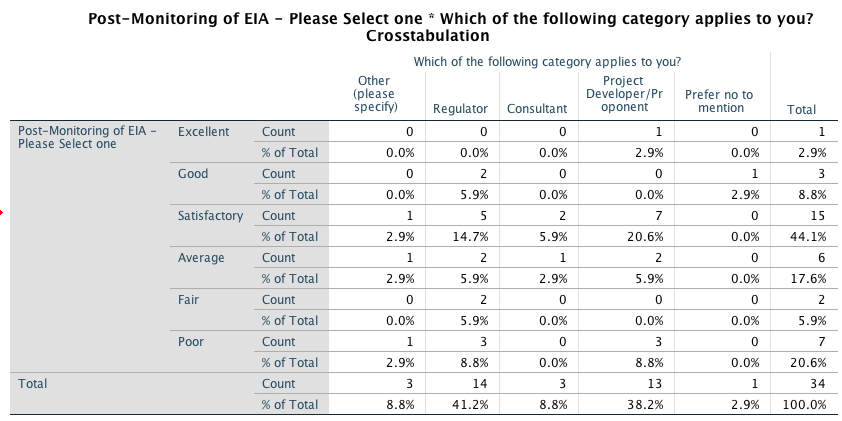 Post-Monitoring of EIA - Please Select one * Which of the following category applies to you?
Crosstabulation
Which of the following category applies to you?
Other (please specify) Regulator Consultant Project Developer/Pr oponent Prefer no to mention Total
Post-Monitoring of EIA - Please Select one Excellent Count 0 0 0 1 0 1
% of Total 0.0% 0.0% 0.0% 2.9% 0.0% 2.9%
Good Count 0 2 0 0 1 3
% of Total 0.0% 5.9% 0.0% 0.0% 2.9% 8.8%
Satisfactory Count 1 5 2 7 0 15
% of Total 2.9% 14.7% 5.9% 20.6% 0.0% 44.1%
Average Count 1 2 1 2 0 6
% of Total 2.9% 5.9% 2.9% 5.9% 0.0% 17.6%
Fair Count 0 2 0 0 0 2
% of Total 0.0% 5.9% 0.0% 0.0% 0.0% 5.9%
Poor Count 1 3 0 3 0 7
% of Total 2.9% 8.8% 0.0% 8.8% 0.0% 20.6%
Total Count 3 14 3 13 1 34
% of Total 8.8% 41.2% 8.8% 38.2% 2.9% 100.0%